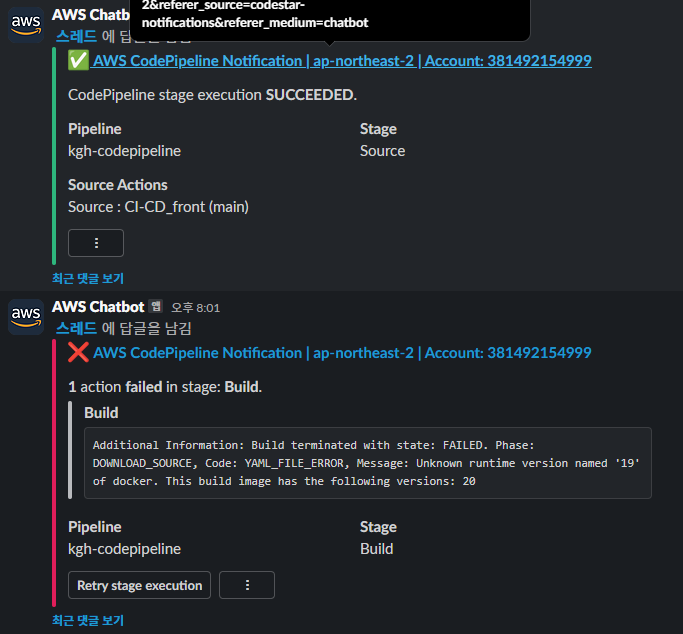 2&referer_source=codestar-
notifications&referer_medium=chatbot
aws
AWS Chatb
스레드 에 답글을 남김
AWS CodePipeline Notification | ap-northeast-2 | Account: 381492154999
CodePipeline stage execution SUCCEEDED.
Pipeline
Stage
kgh-codepipeline
Source
Source Actions
Source : CI-CD_front (main)
최근 댓글 보기
aws
AWS Chatbot 앱 오후 8:01
스레드 에 답글을 남김
AWS CodePipeline Notification | ap-northeast-2 | Account: 381492154999
1 action failed in stage: Build.
Build
Additional Information: Build terminated with state: FAILED. Phase:
DOWNLOAD_SOURCE, Code: YAML_FILE_ERROR, Message: Unknown runtime version named '19'
of docker. This build image has the following versions: 20
Pipeline
Stage
kgh-codepipeline
Build
Retry stage execution
최근 댓글 보기